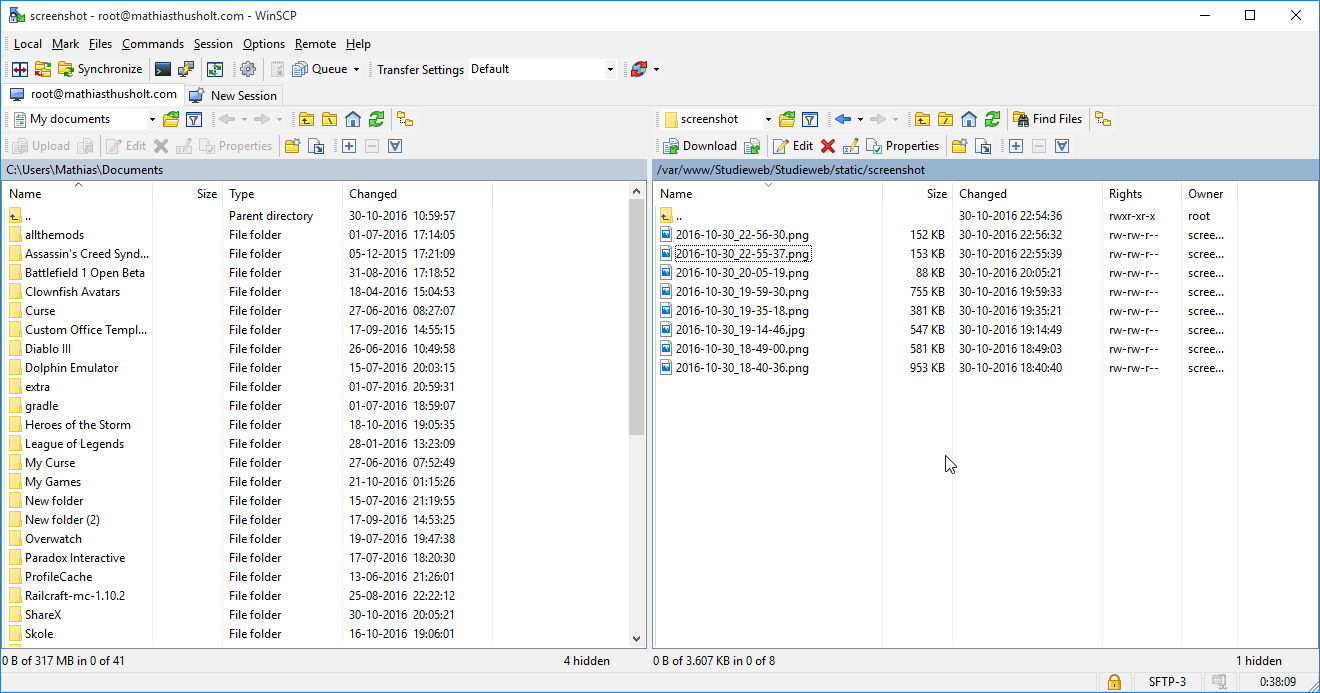 screenshot - root@mathiasthusholt.com - WinSCP
Local Mark Files Commands Session Options Remote Help
Synchronize Queue Transfer Settings Default
root@mathiasthusholt.com New Session
My documents
Upload Edit Properties
C:\Users\Mathias\Documents
Name Size Type Changed
.. Parent directory 30-10-2016 10:59:57
allthemods File folder 01-07-2016 17:14:05
Assassin's Creed Synd... File folder 05-12-2015 17:21:09
Battlefield 1 Open Beta File folder 31-08-2016 17:18:52
Clownfish Avatars File folder 18-04-2016 15:04:53
Curse File folder 27-06-2016 08:27:07
Custom Office Templ... File folder 17-09-2016 14:55:15
Diablo III File folder 26-06-2016 10:49:58
Dolphin Emulator File folder 15-07-2016 20:03:15
extra File folder 01-07-2016 20:59:31
gradle File folder 01-07-2016 18:59:07
Heroes of the Storm File folder 18-10-2016 19:05:35
League of Legends File folder 28-01-2016 13:23:09
My Curse File folder 27-06-2016 07:52:49
My Games File folder 21-10-2016 01:15:26
New folder File folder 15-07-2016 21:19:55
New folder (2) File folder 17-09-2016 14:53:25
Overwatch File folder 19-07-2016 19:47:38
Paradox Interactive File folder 17-07-2016 18:20:30
ProfileCache File folder 13-06-2016 21:26:01
Railcraft-mc-1.10.2 File folder 25-08-2016 22:22:12
ShareX File folder 30-10-2016 20:05:21
Skole File folder 16-10-2016 19:06:01
0 B of 317 MB in 0 of 41 4 hidden
screenshot Find Files
Download Edit Properties
/var/www/Studieweb/Studieweb/static/screenshot
Name Size Changed Rights Owner
.. 30-10-2016 22:54:36 rwxr-xr-x root
2016-10-30_22-56-30.png 152 KB 30-10-2016 22:56:32 rw-rw-r-- scree...
2016-10-30_22-55-37.png 153 KB 30-10-2016 22:55:39 rw-rw-r-- scree...
2016-10-30_20-05-19.png 88 KB 30-10-2016 20:05:21 rw-rw-r-- scree...
2016-10-30_19-59-30.png 755 KB 30-10-2016 19:59:33 rw-rw-r-- scree...
2016-10-30_19-35-18.png 381 KB 30-10-2016 19:35:21 rw-rw-r-- scree...
2016-10-30_19-14-46.jpg 547 KB 30-10-2016 19:14:49 rw-rw-r-- scree...
2016-10-30_18-49-00.png 581 KB 30-10-2016 18:49:03 rw-rw-r-- scree...
2016-10-30_18-40-36.png 953 KB 30-10-2016 18:40:40 rw-rw-r-- scree...
0 B of 3.607 KB in 0 of 8 1 hidden
SFTP-3 0:38:09